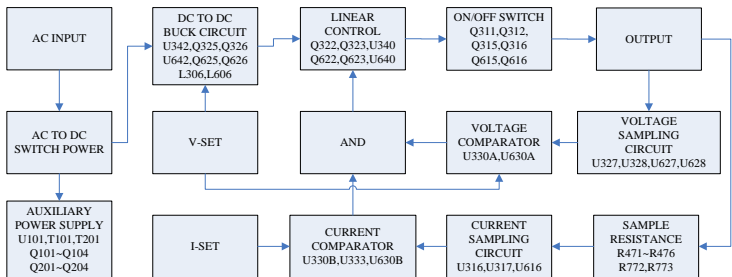 AC INPUT
DC TO DC
BUCK CIRCUIT
U342,Q325,Q326
U642,Q625,Q626
L306,L606
LINEAR
CONTROL
Q322,Q323,U340
Q622,Q623,U640
ON/OFF SWITCH
Q311,Q312,
Q315,Q316
Q615,Q616
OUTPUT
AC TO DC
SWITCH POWER
V-SET
AND
VOLTAGE
COMPARATOR
U330A,U630A
VOLTAGE
SAMPLING
CIRCUIT
U327,U328,U627,U628
AUXILIARY
POWER SUPPLY
U101,T101,T201
Q101~Q104
Q201~Q204
I-SET
CURRENT
COMPARATOR
U330B,U333,U630B
CURRENT
SAMPLING
CIRCUIT
U316,U317,U616
SAMPLE
RESISTANCE
R471~R476
R772,R773